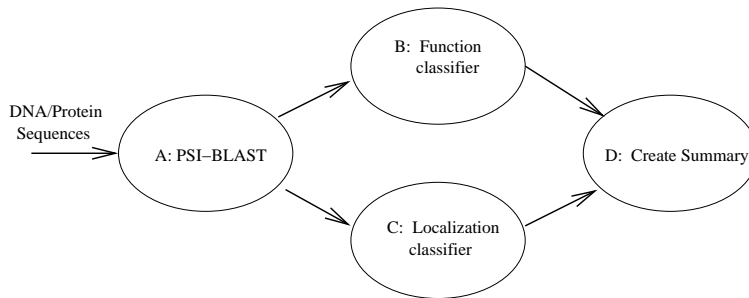 DNA/Protein
Sequences
A: PSI−BLAST
B: Function
classifier
C: Localization
classifier
D: Create Summary